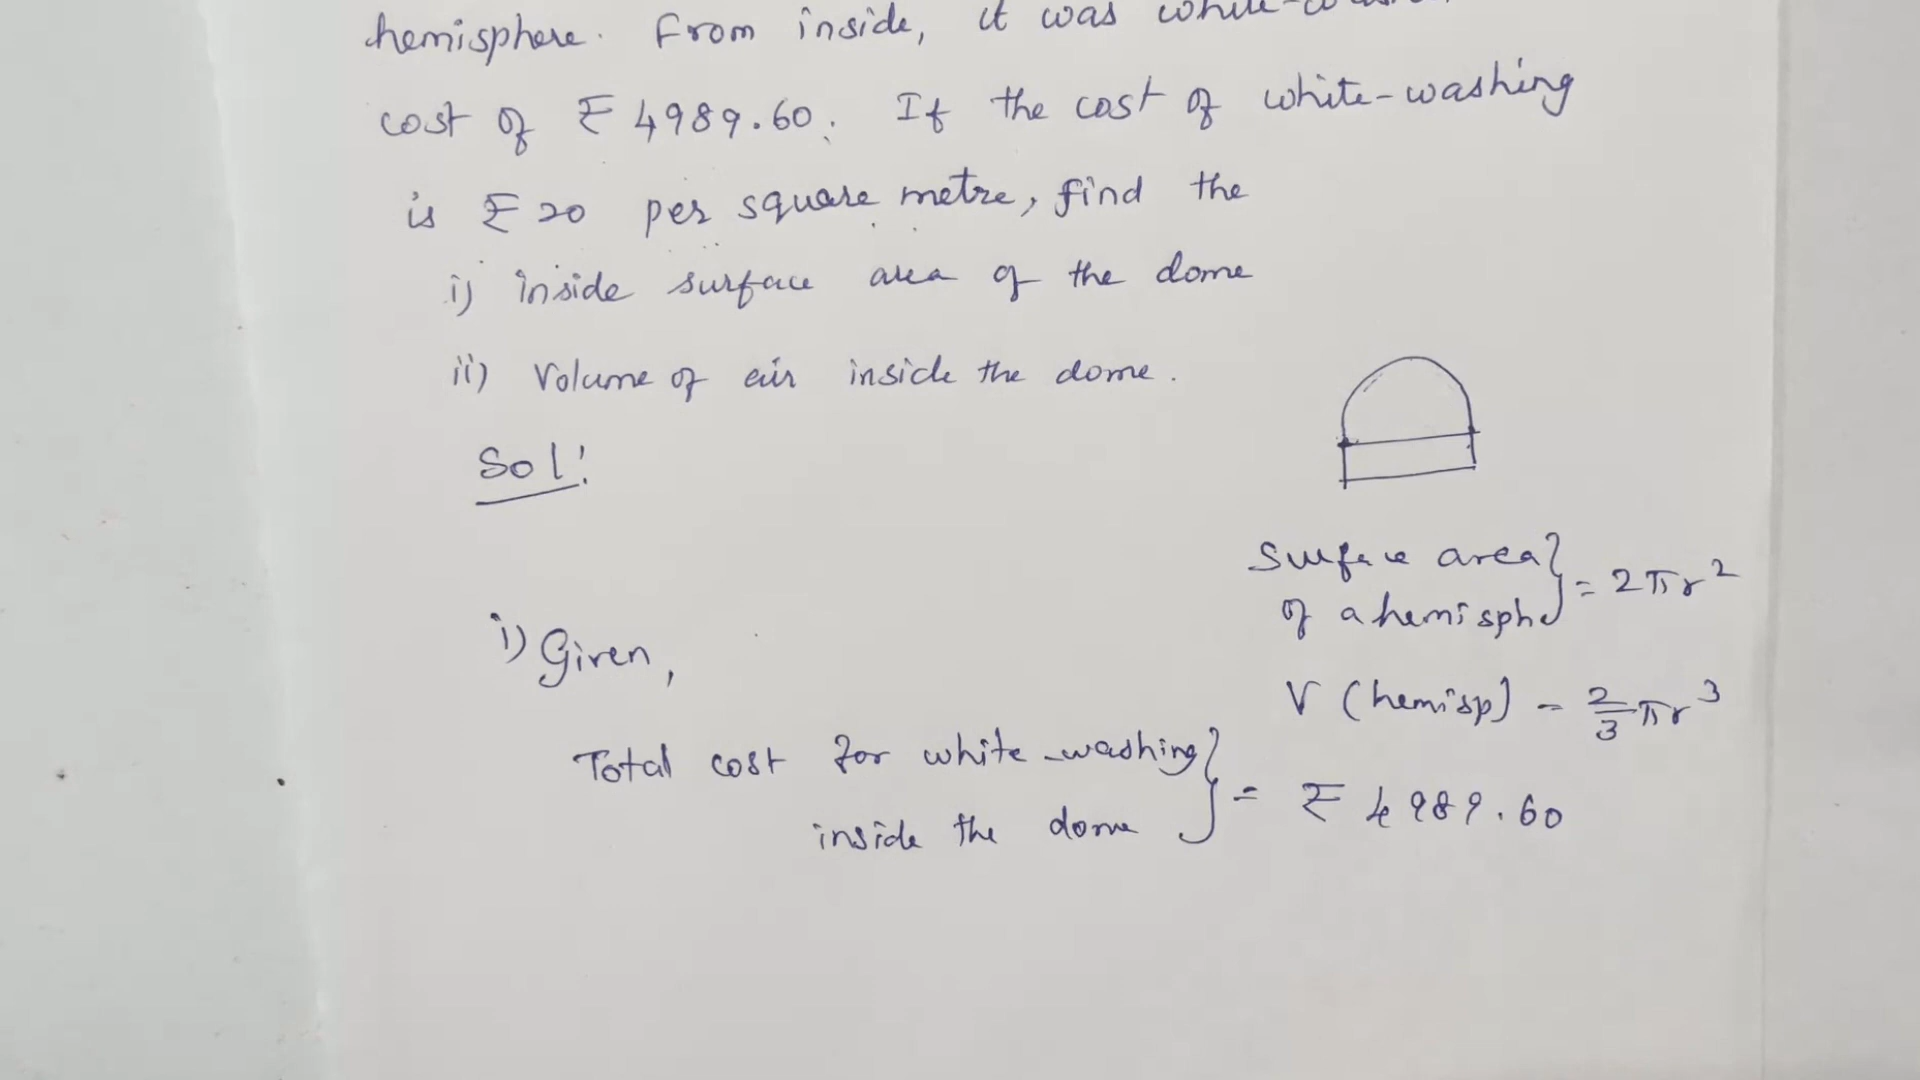 hemisphere. From inside, it was
cost of ₹ 4989.60. If the cost of white-washing
is ₹ 20 per square metre, find the
i) inside surface area of the dome
ii) Volume of air inside the dome.
Sol:
Surface area } = 2πr²
of a hemisphe
i) Given,
V (hemisp) = 2/3 πr³
Total cost for white-washing } = ₹ 4989.60
inside the dome